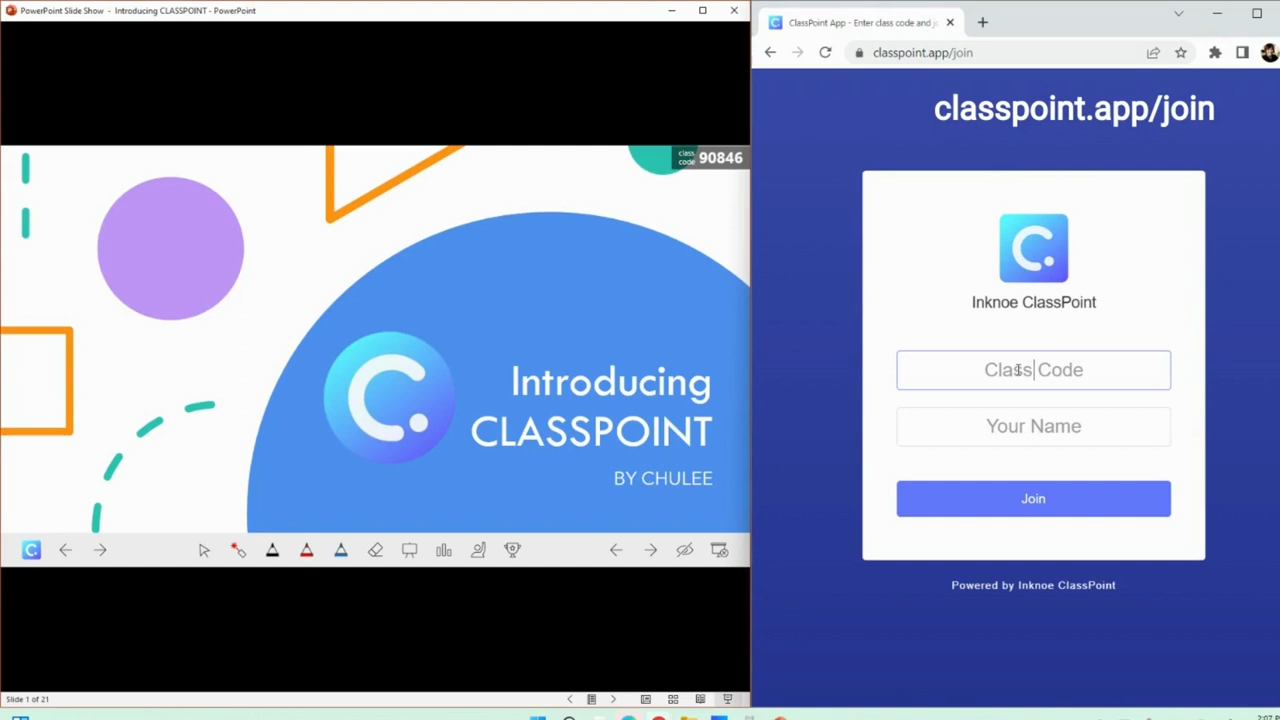 PowerPoint Slide Show - Introducing CLASSPOINT - PowerPoint
class
code 90846
Introducing
CLASSPOINT
BY CHULEE
Slide 1 of 21
ClassPoint App - Enter class code and
classpoint.app/join
classpoint.app/join
Inknoe ClassPoint
Class Code
Your Name
Join
Powered by Inknoe ClassPoint